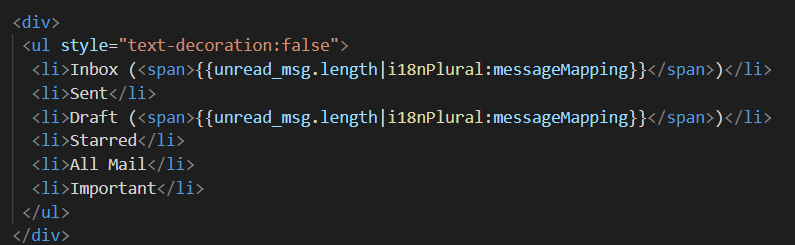 <div>
<ul style="text-decoration:false">
<li>Inbox (<span>{{unread_msg.length|i18nPlural:messageMapping}}</span>)</li>
<li>Sent</li>
<li>Draft (<span>{{unread_msg.length|i18nPlural:messageMapping}}</span>)</li>
<li>Starred</li>
<li>All Mail</li>
<li>Important</li>
</ul>
</div>